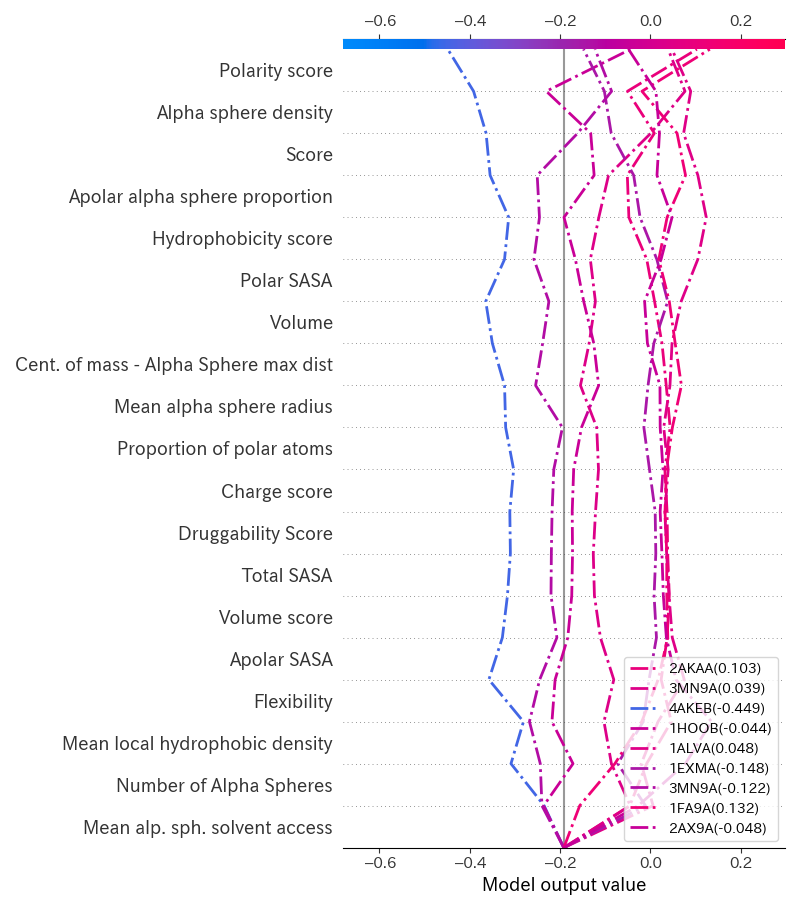 −0.6 −0.4 −0.2 0.0 0.2
Polarity score
Alpha sphere density
Score
Apolar alpha sphere proportion
Hydrophobicity score
Polar SASA
Volume
Cent. of mass - Alpha Sphere max dist
Mean alpha sphere radius
Proportion of polar atoms
Charge score
Druggability Score
Total SASA
Volume score
Apolar SASA
Flexibility
Mean local hydrophobic density
Number of Alpha Spheres
Mean alp. sph. solvent access
2AKAA(0.103)
3MN9A(0.039)
4AKEB(-0.449)
1HOOB(-0.044)
1ALVA(0.048)
1EXMA(-0.148)
3MN9A(-0.122)
1FA9A(0.132)
2AX9A(-0.048)
−0.6 −0.4 −0.2 0.0 0.2
Model output value